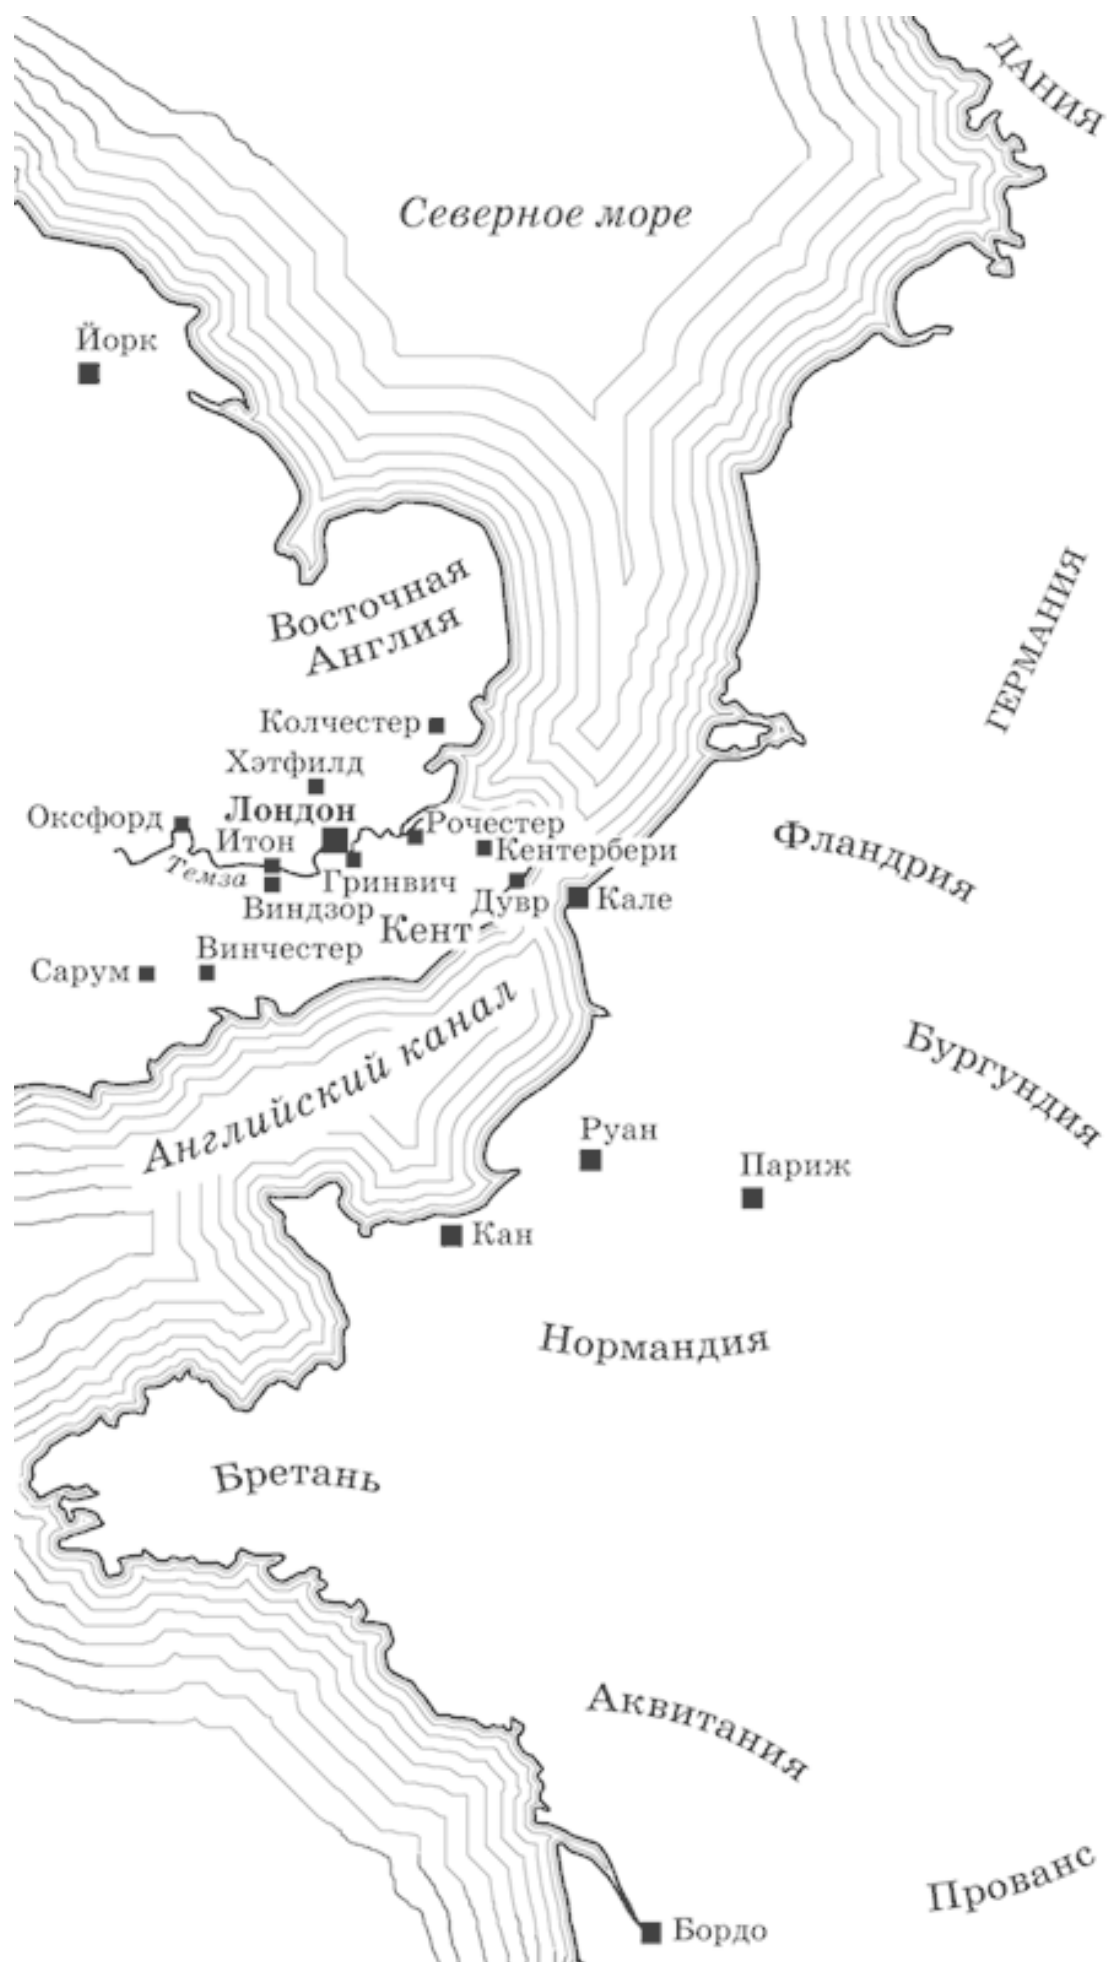 ДАНИЯ
Северное море
Йорк
Восточная
Англия
ГЕРМАНИЯ
Колчестер
Хэтфилд
Лондон
Оксфорд
Итон
Рочестер
Кентербери
Фландрия
Темза
Гринвич
Виндзор
Дувр
Кале
Кент
Винчестер
Сарум
Английский канал
Бургундия
Руан
Париж
Кан
Нормандия
Бретань
Аквитания
Прованс
Бордо